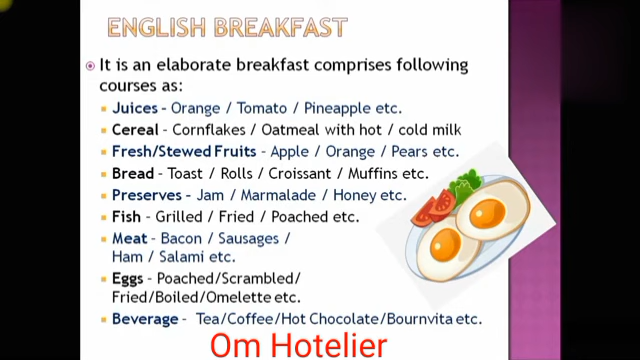 ENGLISH BREAKFAST
It is an elaborate breakfast comprises following
courses as:
Juices - Orange / Tomato / Pineapple etc.
Cereal - Cornflakes / Oatmeal with hot / cold milk
Fresh/Stewed Fruits - Apple / Orange / Pears etc.
Bread - Toast / Rolls / Croissant / Muffins etc.
Preserves - Jam / Marmalade / Honey etc.
Fish - Grilled / Fried / Poached etc.
Meat - Bacon / Sausages /
Ham / Salami etc.
Eggs - Poached/Scrambled/
Fried/Boiled/Omelette etc.
Beverage - Tea/Coffee/Hot Chocolate/Bournvita etc.
Om Hotelier